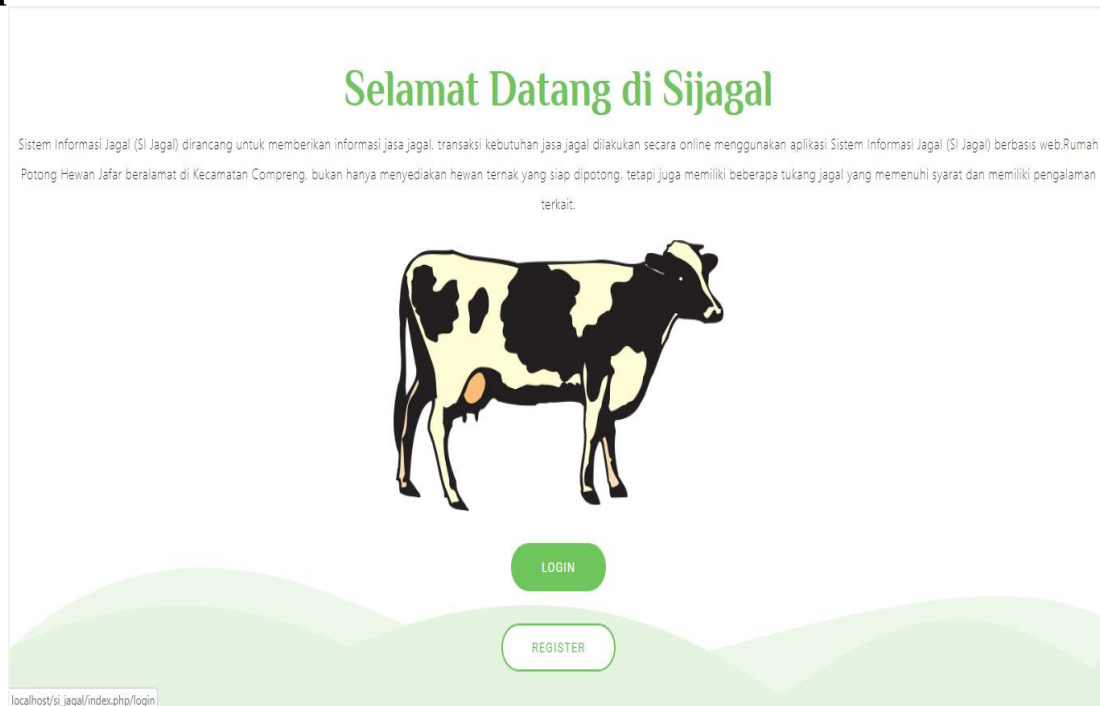 Selamat Datang di Sijagal
Sistem Informasi Jagal (SI Jagal) dirancang untuk memberikan informasi jasa jagal. transaksi kebutuhan jasa jagal dilakukan secara online menggunakan aplikasi Sistem Informasi Jagal (SI Jagal) berbasis web.Rumah
Potong Hewan Jafar beralamat di Kecamatan Compreng, bukan hanya menyediakan hewan ternak yang siap dipotong, tetapi juga memiliki beberapa tukang jagal yang memenuhi syarat dan memiliki pengalaman
terkait.
LOGIN
REGISTER
localhost/si_jagal/index.php/login